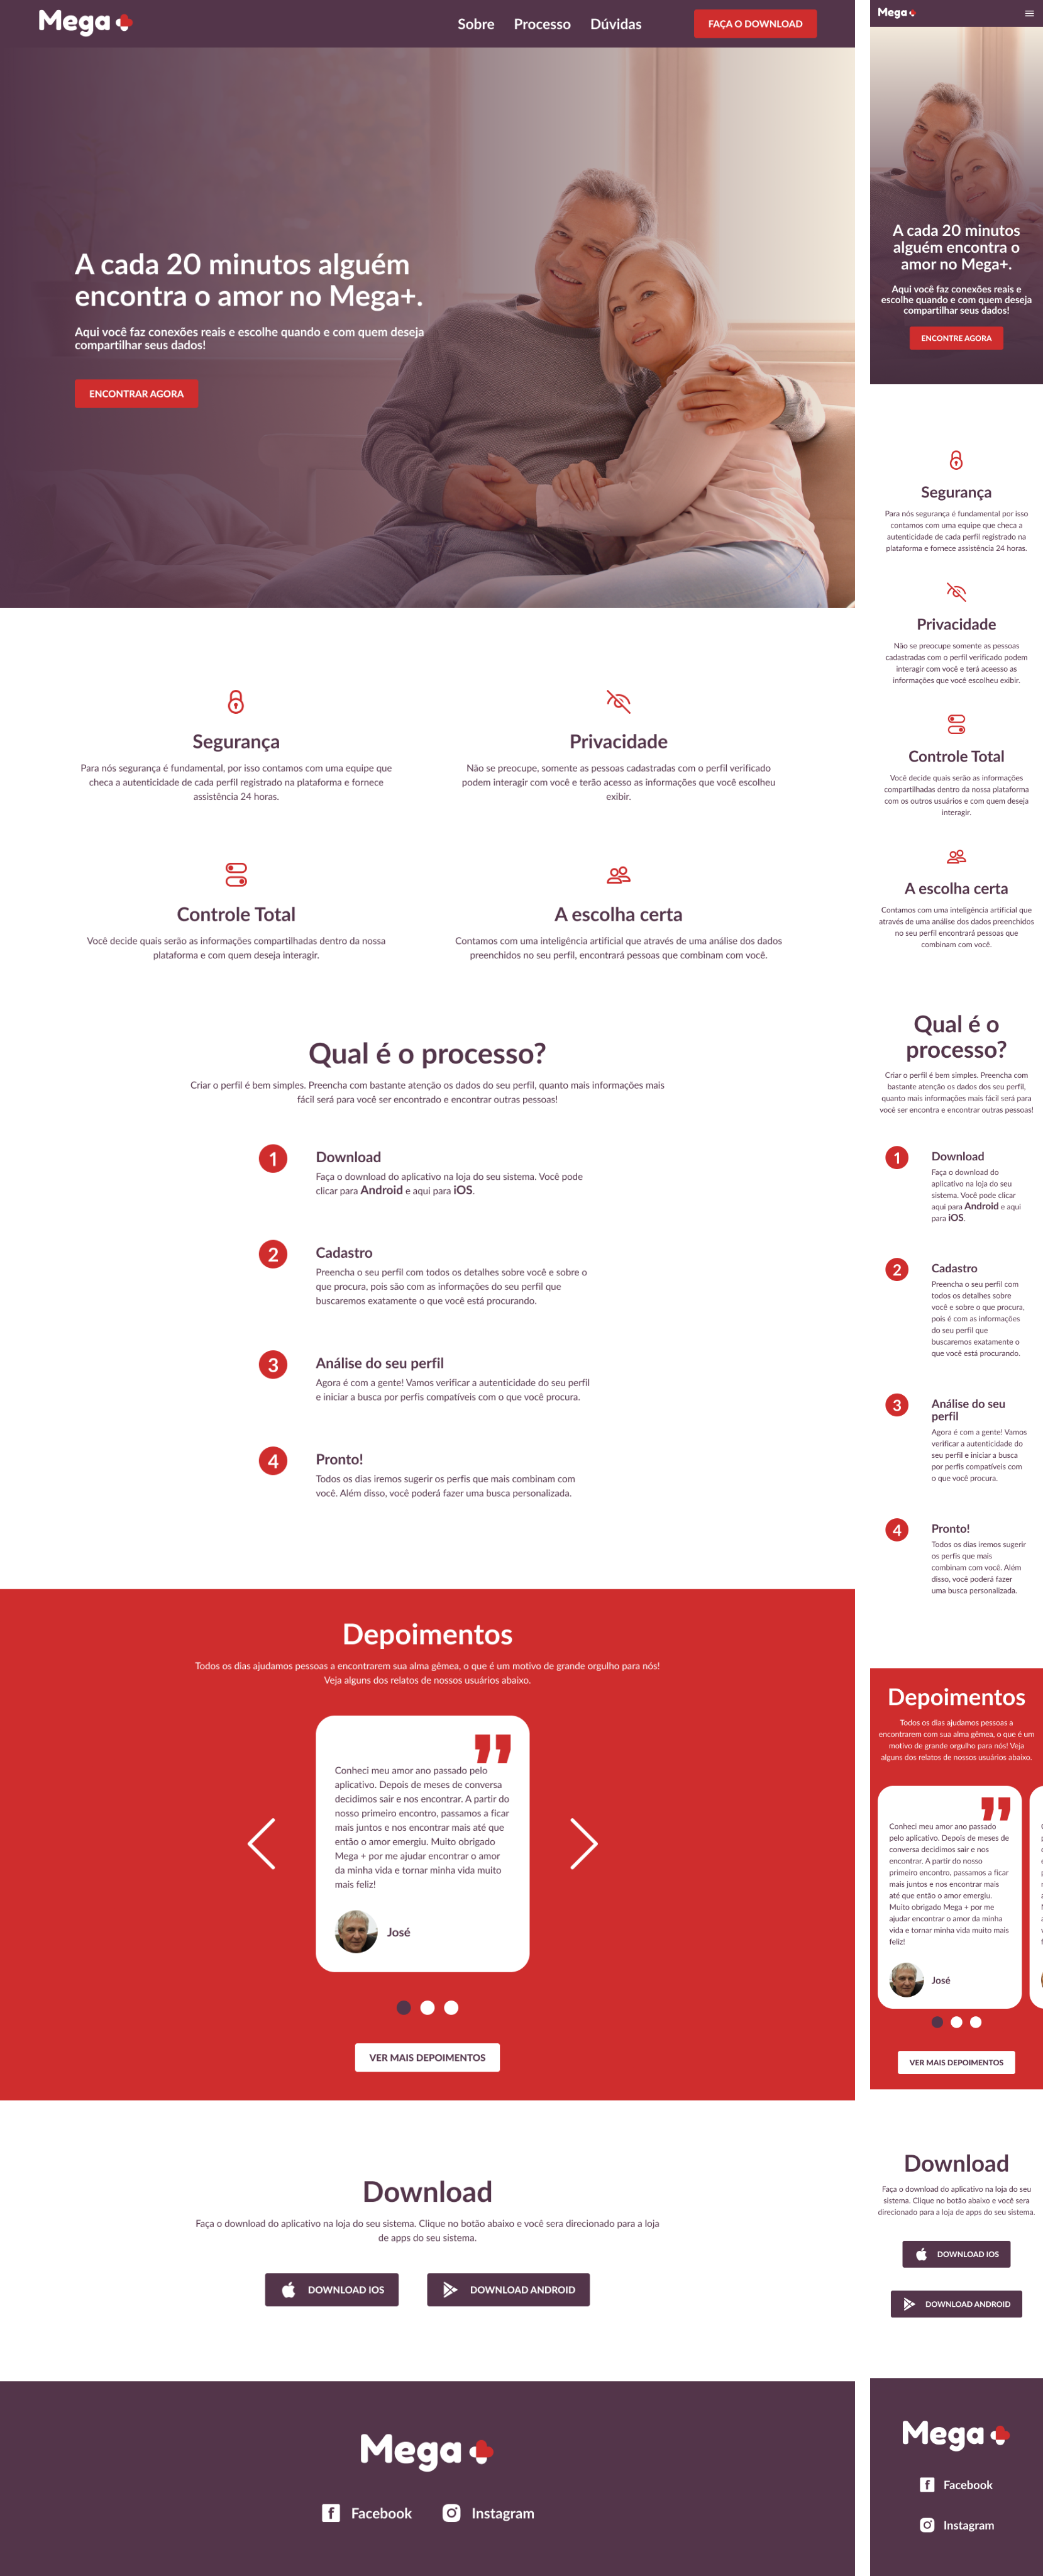 Mega
Sobre Processo Dúvidas FAÇA O DOWNLOAD
A cada 20 minutos alguém
encontra o amor no Mega+.
Aqui você faz conexões reais e escolhe quando e com quem deseja
compartilhar seus dados!
ENCONTRAR AGORA
Segurança
Para nós segurança é fundamental, por isso contamos com uma equipe que
checa a autenticidade de cada perfil registrado na plataforma e fornece
assistência 24 horas.
Privacidade
Não se preocupe, somente as pessoas cadastradas com o perfil verificado
podem interagir com você e terão acesso as informações que você escolheu
exibir.
Controle Total
Você decide quais serão as informações compartilhadas dentro da nossa
plataforma e com quem deseja interagir.
A escolha certa
Contamos com uma inteligência artificial que através de uma análise dos dados
preenchidos no seu perfil, encontrará pessoas que combinam com você.
Qual é o processo?
Criar o perfil é bem simples. Preencha com bastante atenção os dados do seu perfil, quanto mais informações mais
fácil será para você ser encontrado e encontrar outras pessoas!
1
Download
Faça o download do aplicativo na loja do seu sistema. Você pode
clicar para Android e aqui para iOS.
2
Cadastro
Preencha o seu perfil com todos os detalhes sobre você e sobre o
que procura, pois são com as informações do seu perfil que
buscaremos exatamente o que você está procurando.
3
Análise do seu perfil
Agora é com a gente! Vamos verificar a autenticidade do seu perfil
e iniciar a busca por perfis compatíveis com o que você procura.
4
Pronto!
Todos os dias iremos sugerir os perfis que mais combinam com
você. Além disso, você poderá fazer uma busca personalizada.
Depoimentos
Todos os dias ajudamos pessoas a encontrarem sua alma gêmea, o que é um motivo de grande orgulho para nós!
Veja alguns dos relatos de nossos usuários abaixo.
Conheci meu amor ano passado pelo
aplicativo. Depois de meses de conversa
decidimos sair e nos encontrar. A partir do
nosso primeiro encontro, passamos a ficar
mais juntos e nos encontrar mais até que
então o amor emergiu. Muito obrigado
Mega + por me ajudar encontrar o amor
da minha vida e tornar minha vida muito
mais feliz!
José
VER MAIS DEPOIMENTOS
Download
Faça o download do aplicativo na loja do seu sistema. Clique no botão abaixo e você será direcionado para a loja
de apps do seu sistema.
DOWNLOAD IOS
DOWNLOAD ANDROID
Mega
Facebook
Instagram
Mega
A cada 20 minutos
alguém encontra o
amor no Mega+.
Aqui você faz conexões reais e
escolhe quando e com quem deseja
compartilhar seus dados!
ENCONTRE AGORA
Segurança
Para nós segurança é fundamental por isso
contamos com uma equipe que checa a
autenticidade de cada perfil registrado na
plataforma e fornece assistência 24 horas.
Privacidade
Não se preocupe somente as pessoas
cadastradas com o perfil verificado podem
interagir com você e terá aceesso as
informações que você escolheu exibir.
Controle Total
Você decide quais serão as informações
compartilhadas dentro da nossa plataforma
com os outros usuários e com quem deseja
interagir.
A escolha certa
Contamos com uma inteligência artificial que
através de uma análise dos dados preenchidos
no seu perfil encontrará pessoas que
combinam com você.
Qual é o
processo?
Criar o perfil é bem simples. Preencha com
bastante atenção os dados dos seu perfil,
quanto mais informações mais fácil será para
você ser encontra e encontrar outras pessoas!
1
Download
Faça o download do
aplicativo na loja do seu
sistema. Você pode clicar
aqui para Android e aqui
para iOS.
2
Cadastro
Preencha o seu perfil com
todos os detalhes sobre
você e sobre o que procura,
pois é com as informações
do seu perfil que
buscaremos exatamente o
que você está procurando.
3
Análise do seu
perfil
Agora é com a gente! Vamos
verificar a autenticidade do
seu perfil e iniciar a busca
por perfis compatíveis com
o que você procura.
4
Pronto!
Todos os dias iremos sugerir
os perfis que mais
combinam com você. Além
disso, você poderá fazer
uma busca personalizada.
Depoimentos
Todos os dias ajudamos pessoas a
encontrarem com sua alma gêmea, o que é um
motivo de grande orgulho para nós! Veja
alguns dos relatos de nossos usuários abaixo.
Conheci meu amor ano passado
pelo aplicativo. Depois de meses de
conversa decidimos sair e nos
encontrar. A partir do nosso
primeiro encontro, passamos a ficar
mais juntos e nos encontrar mais
até que então o amor emergiu.
Muito obrigado Mega + por me
ajudar encontrar o amor da minha
vida e tornar minha vida muito mais
feliz!
José
VER MAIS DEPOIMENTOS
Download
Faça o download do aplicativo na loja do seu
sistema. Clique no botão abaixo e você sera
direcionado para a loja de apps do seu sistema.
DOWNLOAD IOS
DOWNLOAD ANDROID
Mega
Facebook
Instagram